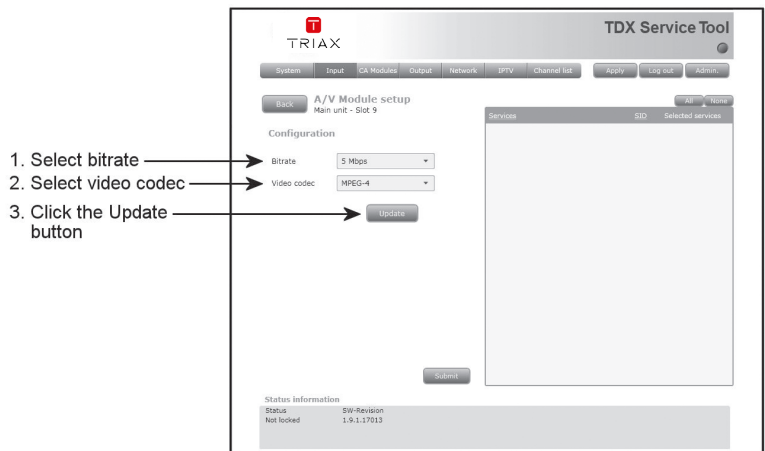 TRIAX
TDX Service Tool
System Input CA Modules Output Network IPTV Channel list Apply Log out Admin.
Back A/V Module setup
Main unit - Slot 9
All None
Services SID Selected services
Configuration
1. Select bitrate
Bitrate 5 Mbps
2. Select video codec
Video codec MPEG-4
3. Click the Update
button
Update
Submit
Status information
Status SW-Revision
Not locked 1.9.1.17013